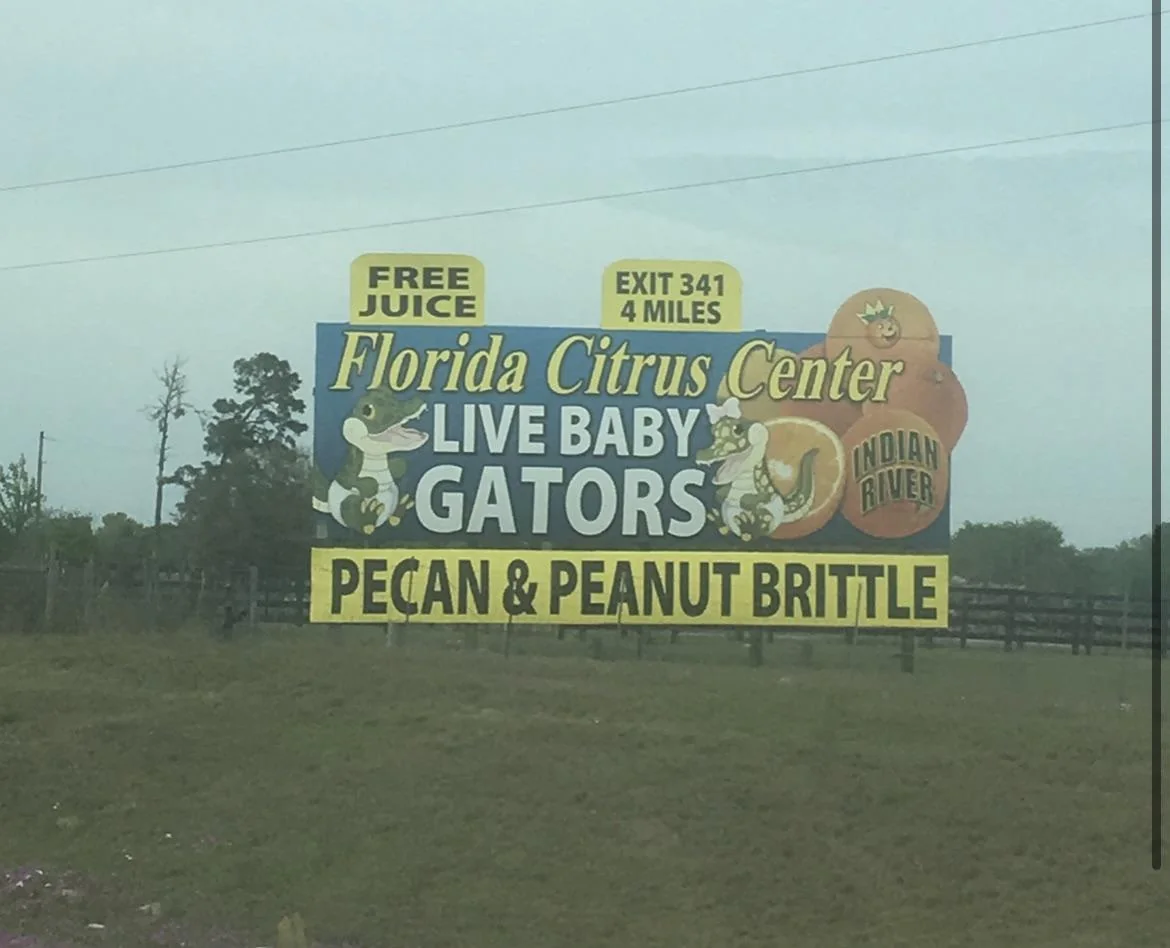 FREE
JUICE
EXIT 341
4 MILES
Florida Citrus Center
LIVE BABY
GATORS
INDIAN
RIVER
PECAN & PEANUT BRITTLE